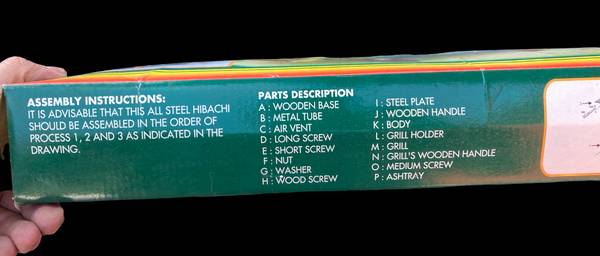 ASSEMBLY INSTRUCTIONS:
IT IS ADVISABLE THAT THIS ALL STEEL HIBACHI
SHOULD BE ASSEMBLED IN THE ORDER OF
PROCESS 1, 2 AND 3 AS INDICATED IN THE
DRAWING.
PARTS DESCRIPTION
A : WOODEN BASE
B : METAL TUBE
C : AIR VENT
D : LONG SCREW
E : SHORT SCREW
F : NUT
G : WASHER
H : WOOD SCREW
I : STEEL PLATE
J : WOODEN HANDLE
K : BODY
L : GRILL HOLDER
M : GRILL
N : GRILL'S WOODEN HANDLE
O : MEDIUM SCREW
P : ASHTRAY